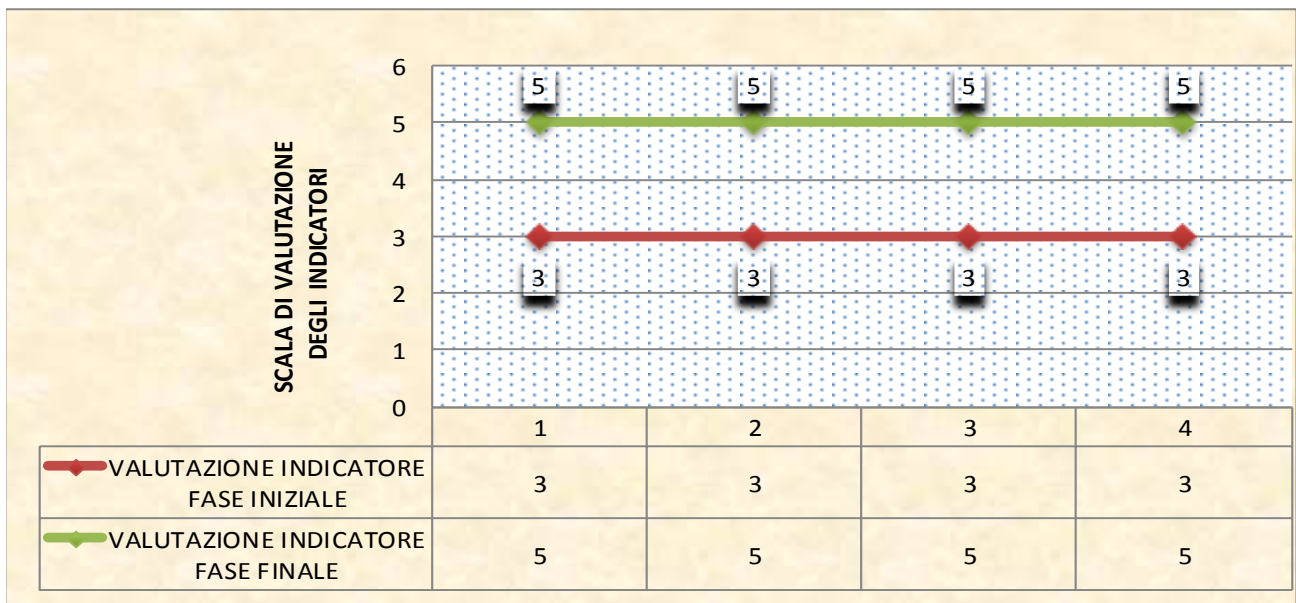 SCALA DI VALUTAZIONE
DEGLI INDICATORI
6
5
4
3
2
1
0
5 5 5 5
3 3 3 3
1 2 3 4
VALUTAZIONE INDICATORE
FASE INIZIALE
3 3 3 3
VALUTAZIONE INDICATORE
FASE FINALE
5 5 5 5